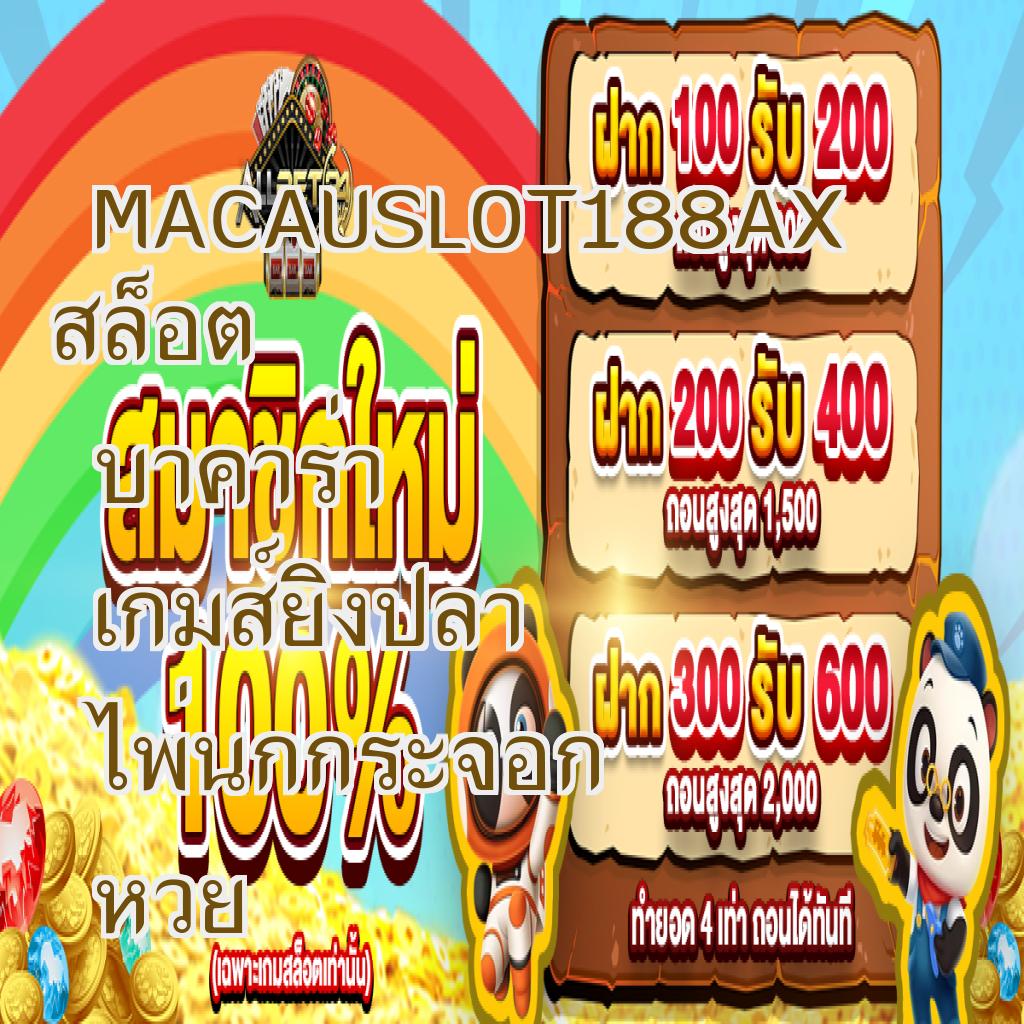 MACAUSLOT188AX
สล็อต
บาคาร่า
เกมส์ยิงปลา
ไพ่นกกระจอก
หวย
สมาชิกใหม่
100%
(เฉพาะเกมสล็อตเท่านั้น)
ฝาก 100 รับ 200
ฝาก 200 รับ 400
ถอนสูงสุด 1,500
ฝาก 300 รับ 600
ถอนสูงสุด 2,000
ทำยอด 4 เท่า ถอนได้ทันที